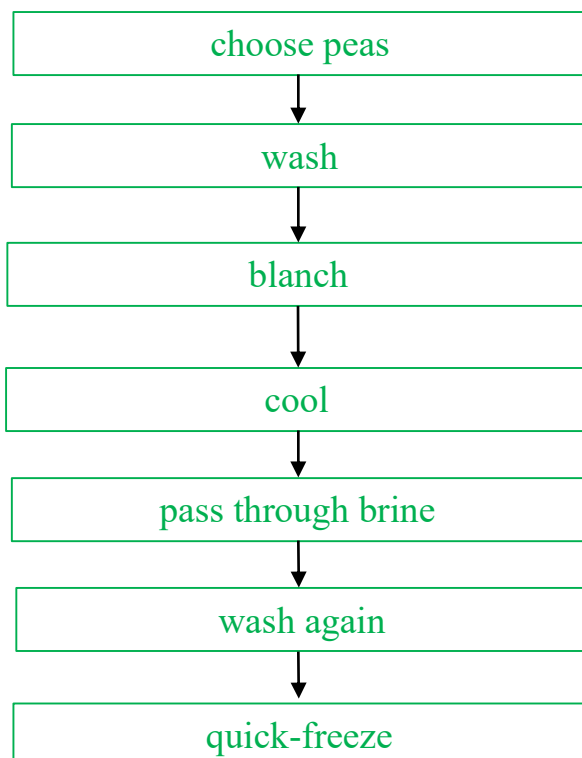 choose peas
wash
blanch
cool
pass through brine
wash again
quick-freeze